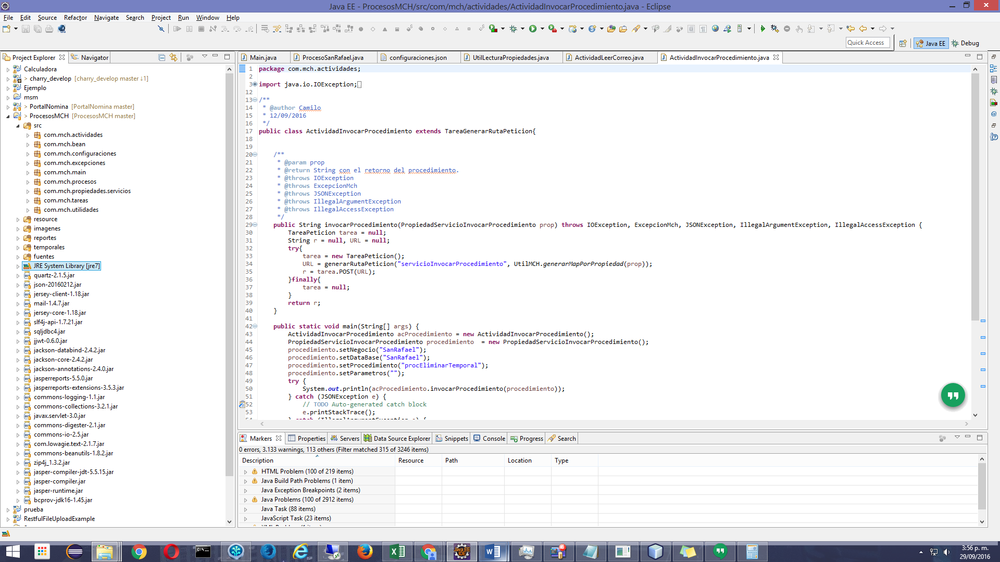 Java EE - ProcesosMCH/src/com/mch/actividades/ActividadInvocarProcedimiento.java - Eclipse
File Edit Source Refactor Navigate Search Project Run Window Help
Quick Access
Java EE
Debug
Project Explorer
Navigator
Calculadora
> charry_develop [charry_develop master ↓1]
Ejemplo
msm
> PortalNomina [PortalNomina master]
> ProcesosMCH [ProcesosMCH master]
src
com.mch.actividades
com.mch.bean
com.mch.configuraciones
com.mch.excepciones
com.mch.main
com.mch.procesos
com.mch.propiedades.servicios
com.mch.tareas
com.mch.utilidades
resource
imagenes
reportes
temporales
fuentes
JRE System Library [jre7]
quartz-2.1.5.jar
json-20160212.jar
jersey-client-1.18.jar
mail-1.4.7.jar
jersey-core-1.18.jar
slf4j-api-1.7.21.jar
sqljdbc4.jar
jjwt-0.6.0.jar
jackson-databind-2.4.2.jar
jackson-core-2.4.2.jar
jackson-annotations-2.4.0.jar
jasperreports-5.5.0.jar
jasperreports-extensions-3.5.3.jar
commons-logging-1.1.jar
commons-collections-3.2.1.jar
javax.servlet-3.0.jar
commons-digester-2.1.jar
commons-io-2.5.jar
com.lowagie.text-2.1.7.jar
commons-beanutils-1.8.2.jar
zip4j_1.3.2.jar
jasper-compiler-jdt-5.5.15.jar
jasper-compiler.jar
jasper-runtime.jar
bcprov-jdk16-1.45.jar
prueba
RestfulFileUploadExample
Main.java
ProcesoSanRafael.java
configuraciones.json
UtilLecturaPropiedades.java
ActividadLeerCorreo.java
ActividadInvocarProcedimiento.java
1 package com.mch.actividades;
2
3 import java.io.IOException;
12
13 /**
14 * @author Camilo
15 * 12/09/2016
16 */
17 public class ActividadInvocarProcedimiento extends TareaGenerarRutaPeticion{
18
19
20 /**
21 * @param prop
22 * @return String con el retorno del procedimiento.
23 * @throws IOException
24 * @throws ExcepcionMch
25 * @throws JSONException
26 * @throws IllegalArgumentException
27 * @throws IllegalAccessException
28 */
29 public String invocarProcedimiento(PropiedadServicioInvocarProcedimiento prop) throws IOException, ExcepcionMch, JSONException, IllegalArgumentException, IllegalAccessException {
30 TareaPeticion tarea = null;
31 String r = null, URL = null;
32 try{
33 tarea = new TareaPeticion();
34 URL = generarRutaPeticion("servicioInvocarProcedimiento", UtilMCH.generarMapPorPropiedad(prop));
35 r = tarea.POST(URL);
36 }finally{
37 tarea = null;
38 }
39 return r;
40 }
41
42 public static void main(String[] args) {
43 ActividadInvocarProcedimiento acProcedimiento = new ActividadInvocarProcedimiento();
44 PropiedadServicioInvocarProcedimiento procedimiento = new PropiedadServicioInvocarProcedimiento();
45 procedimiento.setNegocio("SanRafael");
46 procedimiento.setDataBase("SanRafael");
47 procedimiento.setProcedimiento("procEliminarTemporal");
48 procedimiento.setParametros("");
49 try {
50 System.out.println(acProcedimiento.invocarProcedimiento(procedimiento));
51 } catch (JSONException e) {
52 // TODO Auto-generated catch block
53 e.printStackTrace();
54 } catch (IllegalArgumentException e) {
Markers
Properties
Servers
Data Source Explorer
Snippets
Console
Progress
Search
0 errors, 3.133 warnings, 113 others (Filter matched 315 of 3246 items)
Description Resource Path Location Type
HTML Problem (100 of 219 items)
Java Build Path Problems (1 item)
Java Exception Breakpoints (2 items)
Java Problems (100 of 2912 items)
Java Task (88 items)
JavaScript Task (23 items)
3:56 p. m.
29/09/2016